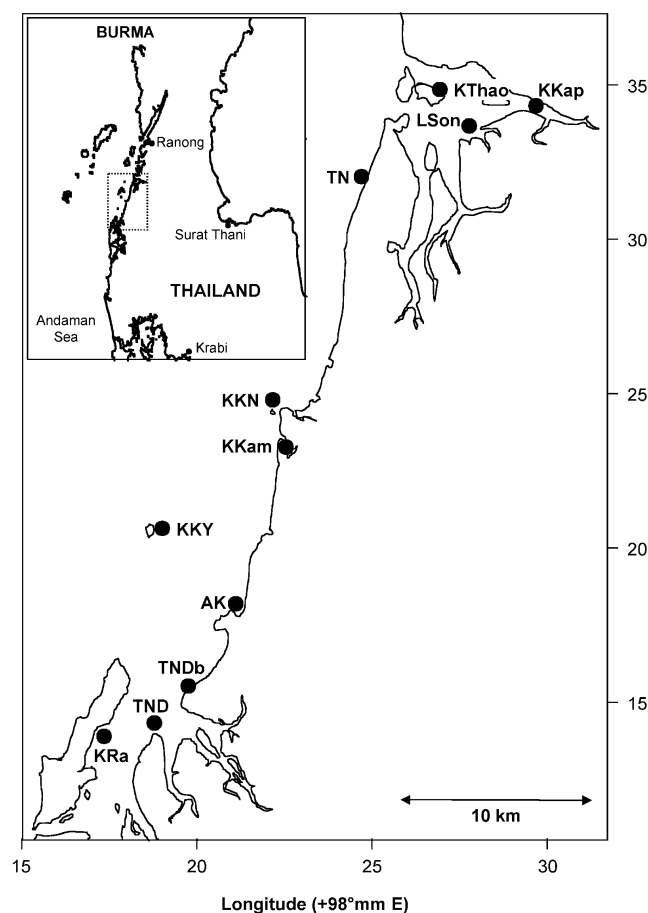 BURMA
Ranong
Surat Thani
THAILAND
Andaman
Sea
Krabi
KThao
KKap
LSon
TN
KKN
KKam
KKY
AK
TNDb
TND
KRa
35
30
25
20
15
10 km
15
20
25
30
Longitude (+98°mm E)